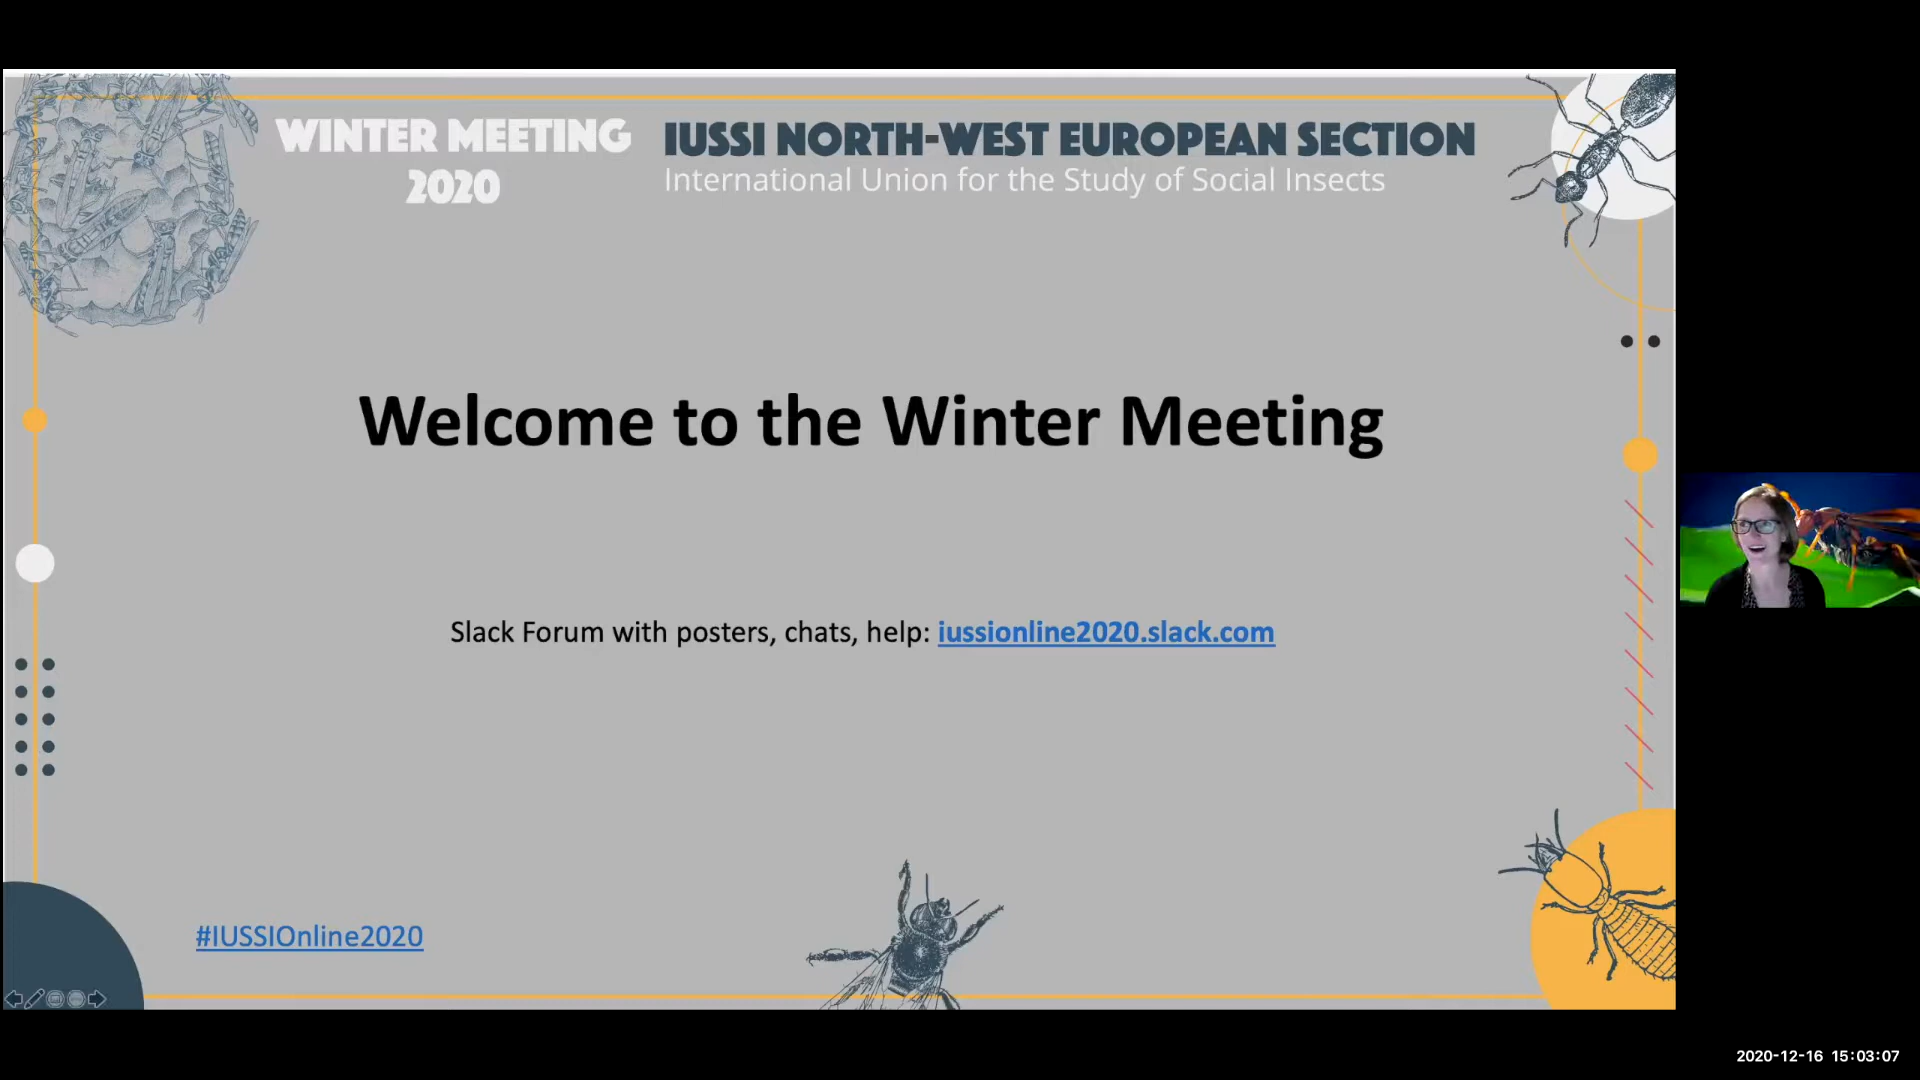 WINTER MEETING
2020
IUSSI NORTH-WEST EUROPEAN SECTION
International Union for the Study of Social Insects
Welcome to the Winter Meeting
Slack Forum with posters, chats, help: iussionline2020.slack.com
#IUSSIOnline2020
2020-12-16 15:03:07